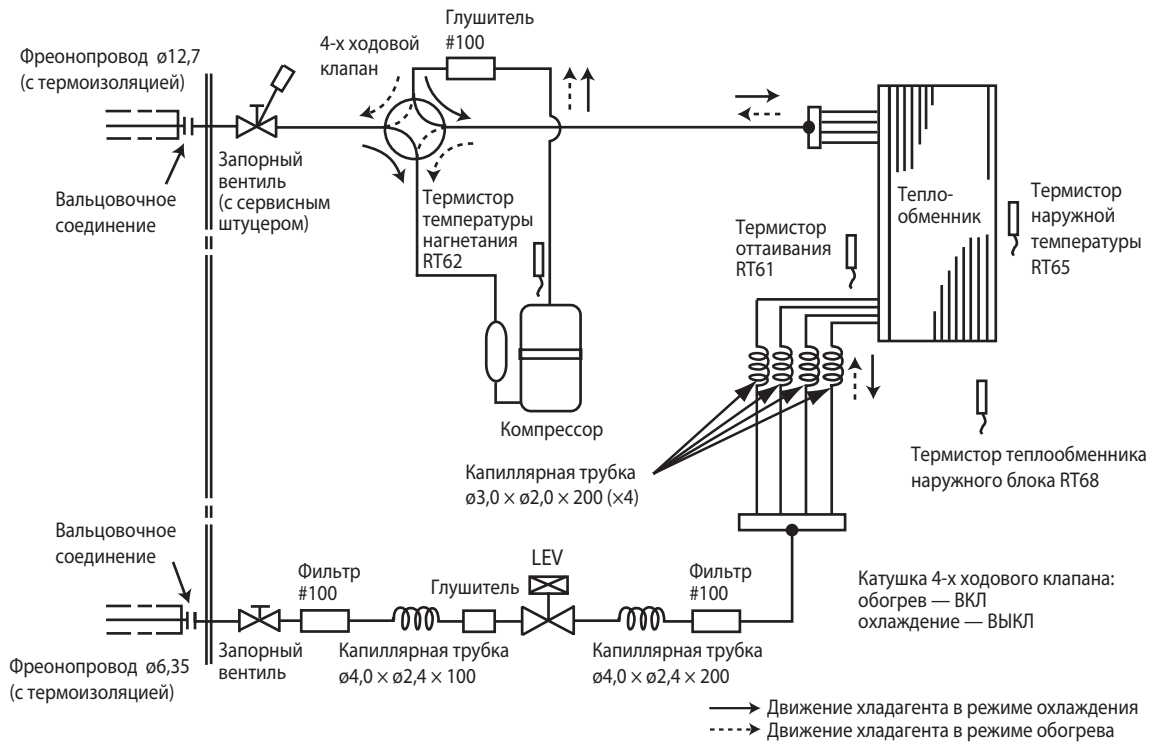 Фреонопровод ø12,7
(с термоизоляцией)
4-х ходовой
клапан
Глушитель
#100
Вальцовочное
соединение
Запорный
вентиль
(с сервисным
штуцером)
Термистор
температуры
нагнетания
RT62
Компрессор
Термистор
оттаивания
RT61
Тепло-
обменник
Термистор
наружной
температуры
RT65
Капиллярная трубка
ø3,0 × ø2,0 × 200 (×4)
Термистор теплообменника
наружного блока RT68
Вальцовочное
соединение
Фреонопровод ø6,35
(с термоизоляцией)
Запорный
вентиль
Фильтр
#100
Капиллярная трубка
ø4,0 × ø2,4 × 100
Глушитель
LEV
Капиллярная трубка
ø4,0 × ø2,4 × 200
Фильтр
#100
Катушка 4-х ходового клапана:
обогрев — ВКЛ
охлаждение — ВЫКЛ
Движение хладагента в режиме охлаждения
Движение хладагента в режиме обогрева